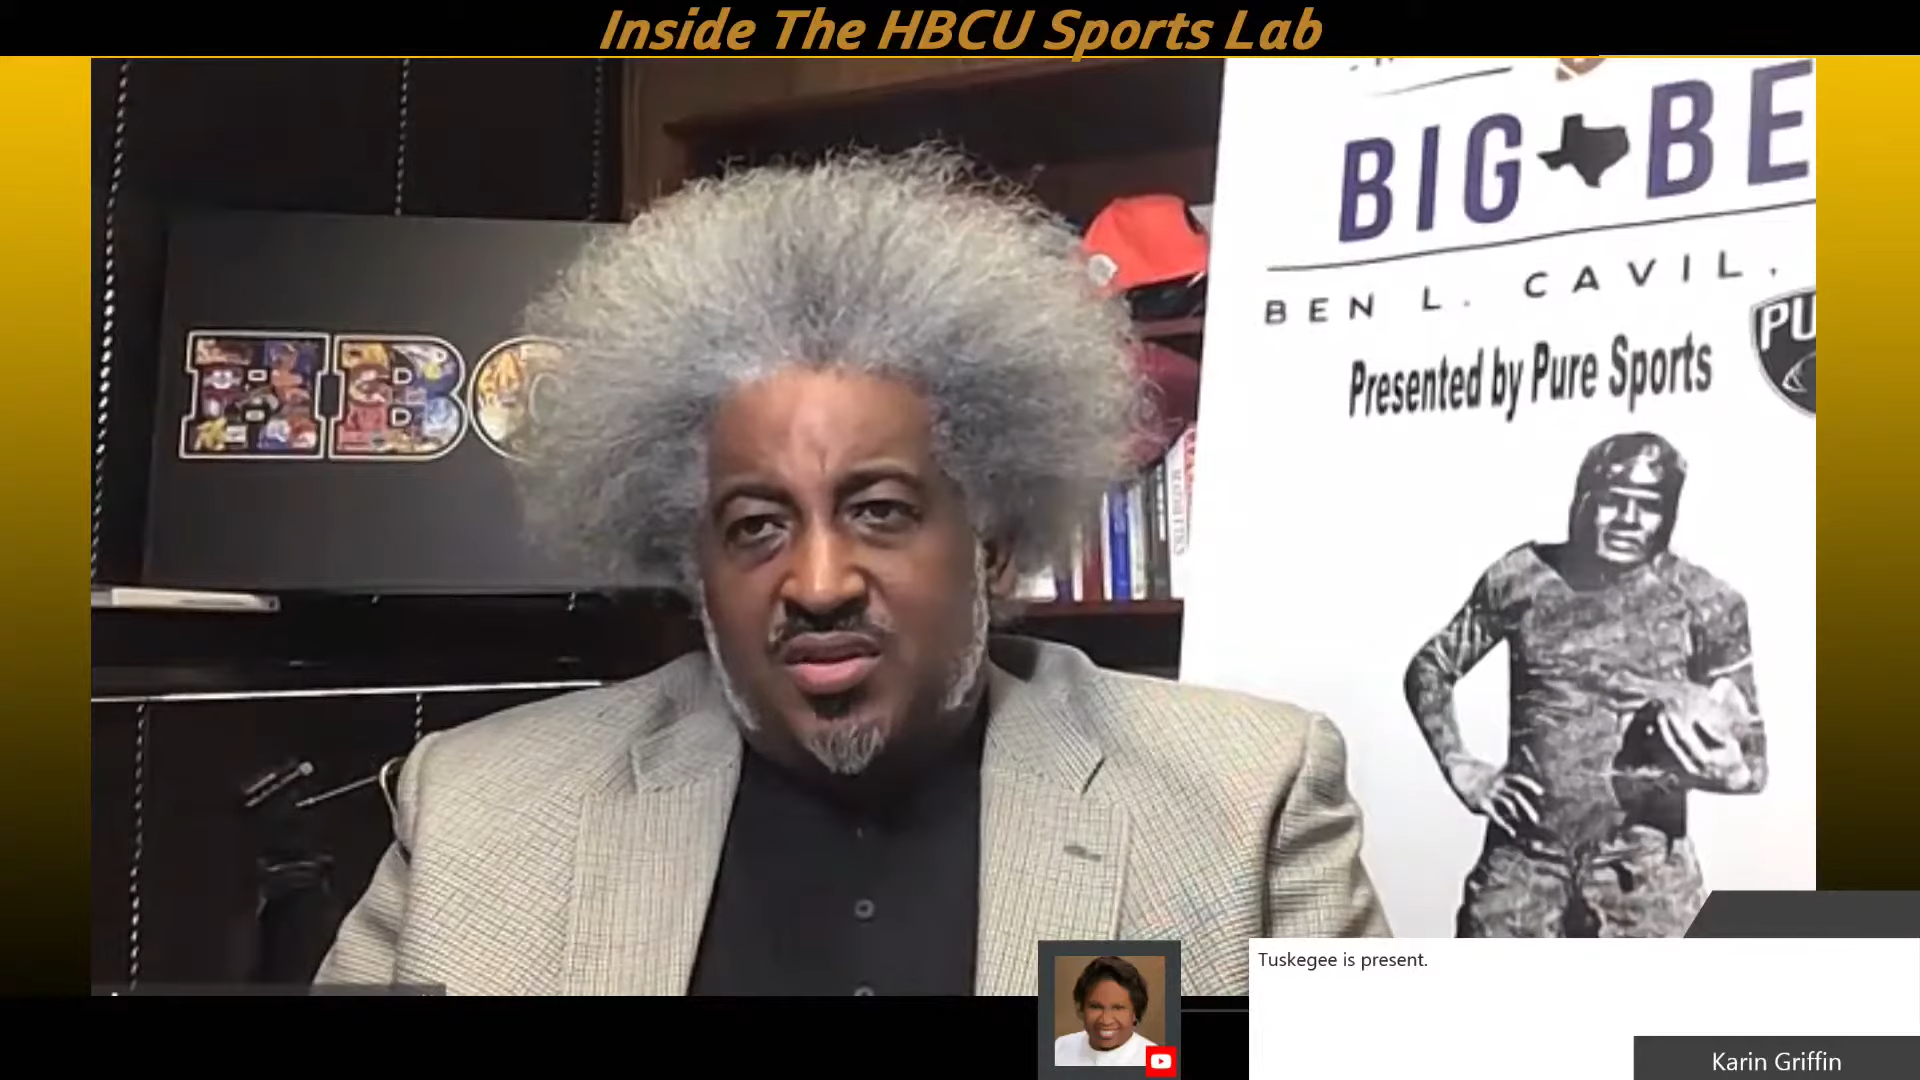 Inside The HBCU Sports Lab
BIG BE
BEN L. CAVIL,
Presented by Pure Sports
PU
HBC
Tuskegee is present.
Karin Griffin